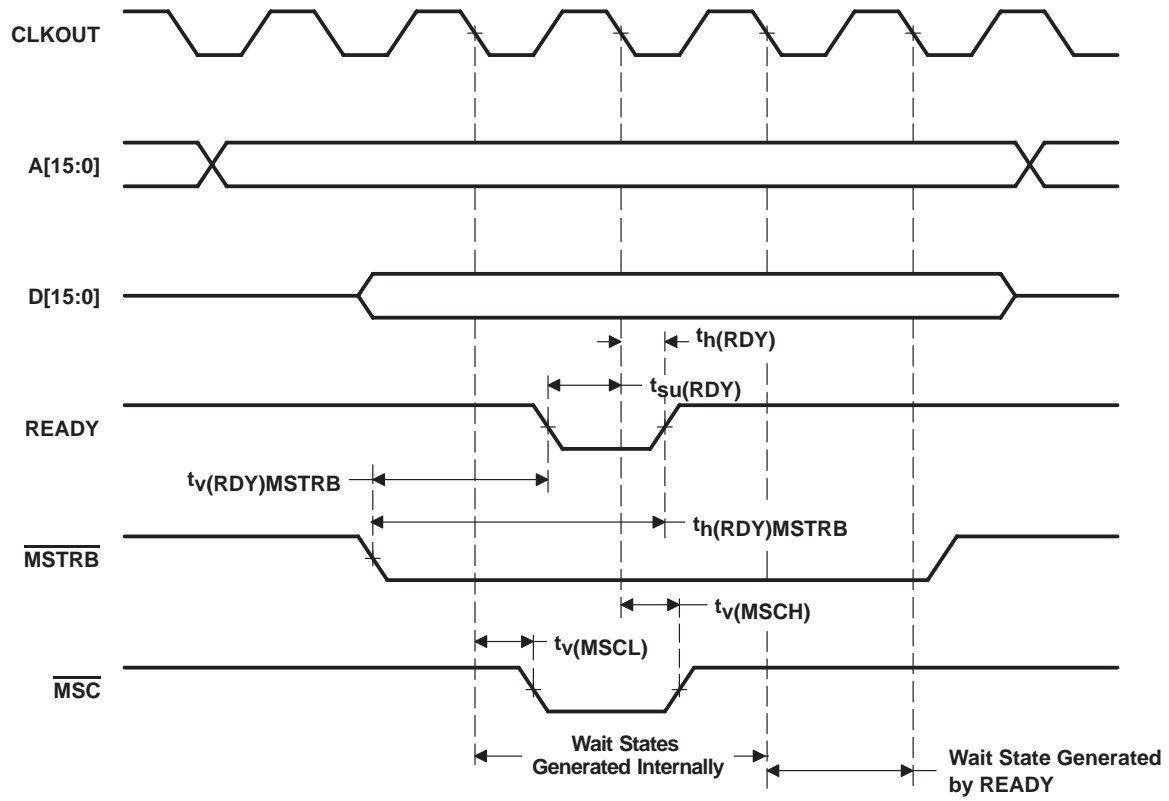 CLKOUT
A[15:0]
D[15:0]
th(RDY)
tsu(RDY)
READY
tv(RDY)MSTRB
th(RDY)MSTRB
MSTRB
tv(MSCH)
tv(MSCL)
MSC
Wait States
Generated Internally
Wait State Generated
by READY